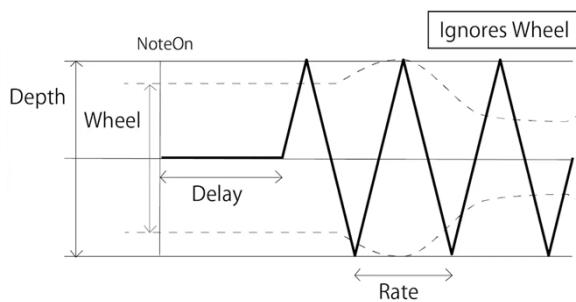 Ignores Wheel
NoteOn
Depth
Wheel
Delay
Rate